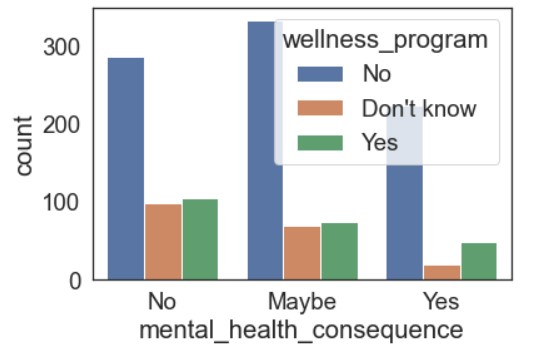 300
200
100
0
count
wellness_program
No
Don't know
Yes
No Maybe Yes
mental_health_consequence